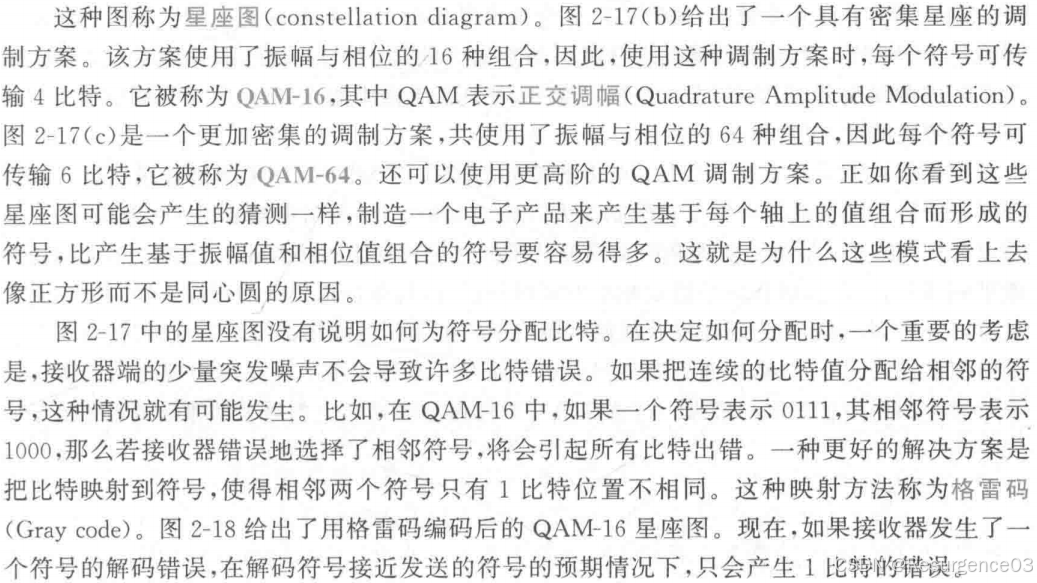 这种图称为星座图(constellation diagram)。图 2-17(b)给出了一个具有密集星座的调
制方案。该方案使用了振幅与相位的16 种组合,因此,使用这种调制方案时,每个符号可传
输 4 比特。它被称为 QAM-16,其中 QAM 表示正交调幅(Quadrature Amplitude Modulation)。
图 2-17(c)是一个更加密集的调制方案,共使用了振幅与相位的 64 种组合,因此每个符号可
传输 6 比特,它被称为 QAM-64。还可以使用更高阶的 QAM 调制方案。正如你看到这些
星座图可能会产生的猜测一样,制造一个电子产品来产生基于每个轴上的值组合而形成的
符号,比产生基于振幅值和相位值组合的符号要容易得多。这就是为什么这些模式看上去
像正方形而不是同心圆的原因。
图 2-17 中的星座图没有说明如何为符号分配比特。在决定如何分配时,一个重要的考虑
是,接收器端的少量突发噪声不会导致许多比特错误。如果把连续的比特值分配给相邻的符
号,这种情况就有可能发生。比如,在 QAM-16 中,如果一个符号表示 0111,其相邻符号表示
1000,那么若接收器错误地选择了相邻符号,将会引起所有比特出错。一种更好的解决方案是
把比特映射到符号,使得相邻两个符号只有 1 比特位置不相同。这种映射方法称为格雷码
(Gray code)。图 2-18 给出了用格雷码编码后的 QAM-16 星座图。现在,如果接收器发生了一
个符号的解码错误,在解码符号接近发送的符号的预期情况下,只会产生 1 比特的错误。